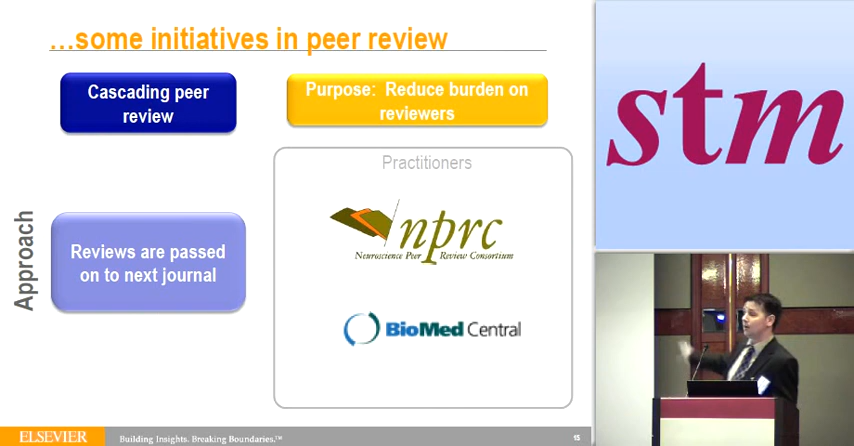 ...some initiatives in peer review
Cascading peer
review
Purpose: Reduce burden on
reviewers
Practitioners
Approach
Reviews are passed
on to next journal
nprc
Neuroscience Peer Review Consortium
BioMed Central
ELSEVIER
Building Insights. Breaking Boundaries.™
15
stm